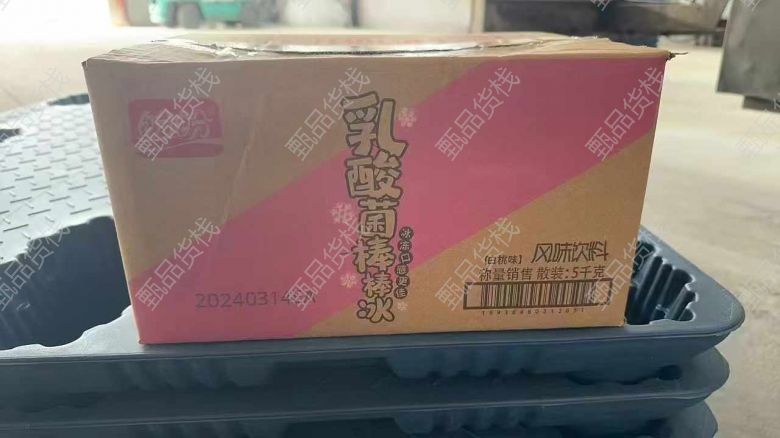 乳酸菌棒棒冰
冰冻口感更佳
【白桃味】 风味饮料
称量销售 散装:5千克
甄品货栈